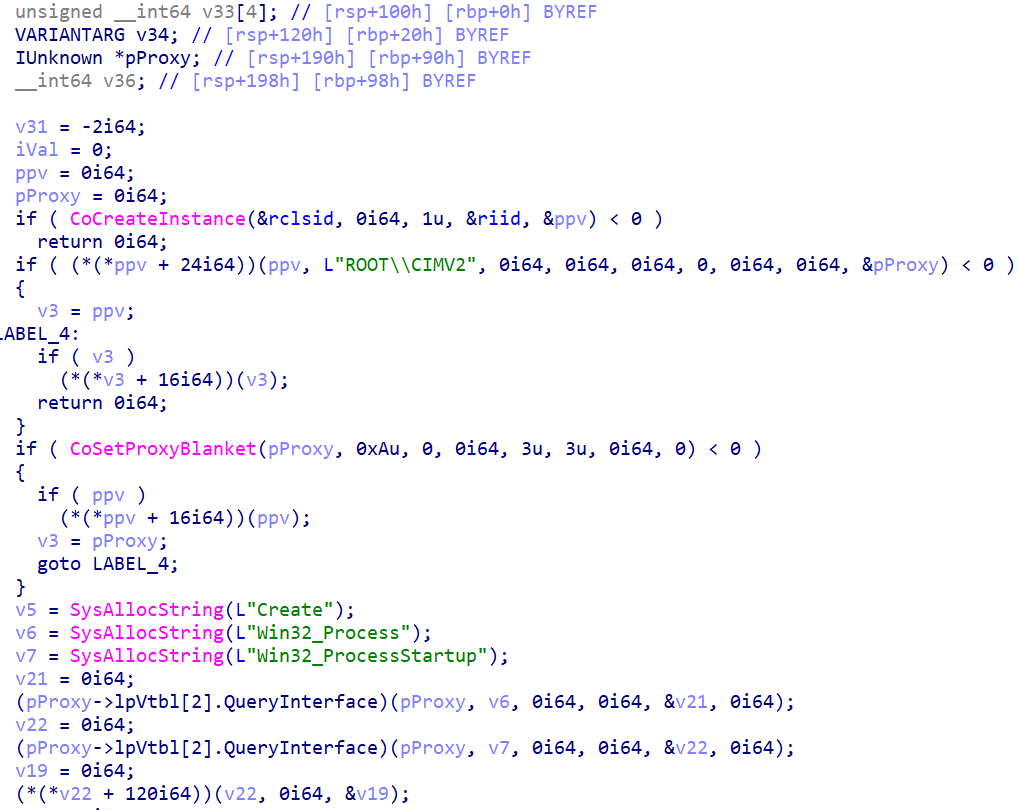 unsigned __int64 v33[4]; // [rsp+100h] [rbp+0h] BYREF
VARIANTARG v34; // [rsp+120h] [rbp+20h] BYREF
IUnknown *pProxy; // [rsp+190h] [rbp+90h] BYREF
__int64 v36; // [rsp+198h] [rbp+98h] BYREF
v31 = -2i64;
iVal = 0;
ppv = 0i64;
pProxy = 0i64;
if ( CoCreateInstance(&rclsid, 0i64, 1u, &riid, &ppv) < 0 )
return 0i64;
if ( (*(*ppv + 24i64))(ppv, L"ROOT\\CIMV2", 0i64, 0i64, 0i64, 0, 0i64, 0i64, &pProxy) < 0 )
{
v3 = ppv;
LABEL_4:
if ( v3 )
(*(*v3 + 16i64))(v3);
return 0i64;
}
if ( CoSetProxyBlanket(pProxy, 0xAu, 0, 0i64, 3u, 3u, 0i64, 0) < 0 )
{
if ( ppv )
(*(*ppv + 16i64))(ppv);
v3 = pProxy;
goto LABEL_4;
}
v5 = SysAllocString(L"Create");
v6 = SysAllocString(L"Win32_Process");
v7 = SysAllocString(L"Win32_ProcessStartup");
v21 = 0i64;
(pProxy->lpVtbl[2].QueryInterface)(pProxy, v6, 0i64, 0i64, &v21, 0i64);
v22 = 0i64;
(pProxy->lpVtbl[2].QueryInterface)(pProxy, v7, 0i64, 0i64, &v22, 0i64);
v19 = 0i64;
(*(*v22 + 120i64))(v22, 0i64, &v19);